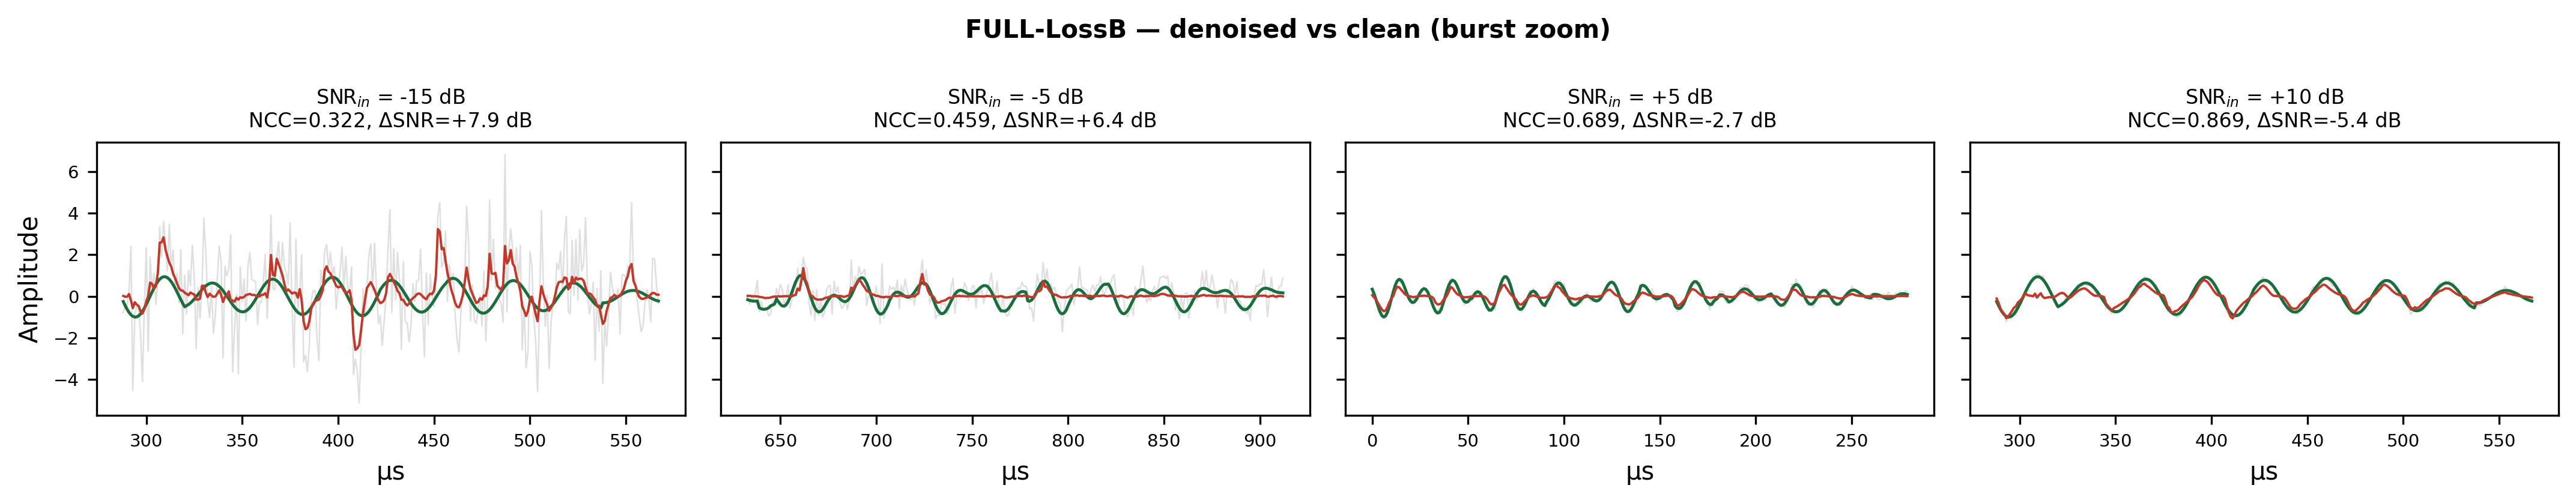 FULL-LossB — denoised vs clean (burst zoom)
SNRin = -15 dB
NCC=0.322, ΔSNR=+7.9 dB
SNRin = -5 dB
NCC=0.459, ΔSNR=+6.4 dB
SNRin = +5 dB
NCC=0.689, ΔSNR=-2.7 dB
SNRin = +10 dB
NCC=0.869, ΔSNR=-5.4 dB
Amplitude
6
4
2
0
−2
−4
300 350 400 450 500 550
650 700 750 800 850 900
0 50 100 150 200 250
300 350 400 450 500 550
µs
µs
µs
µs